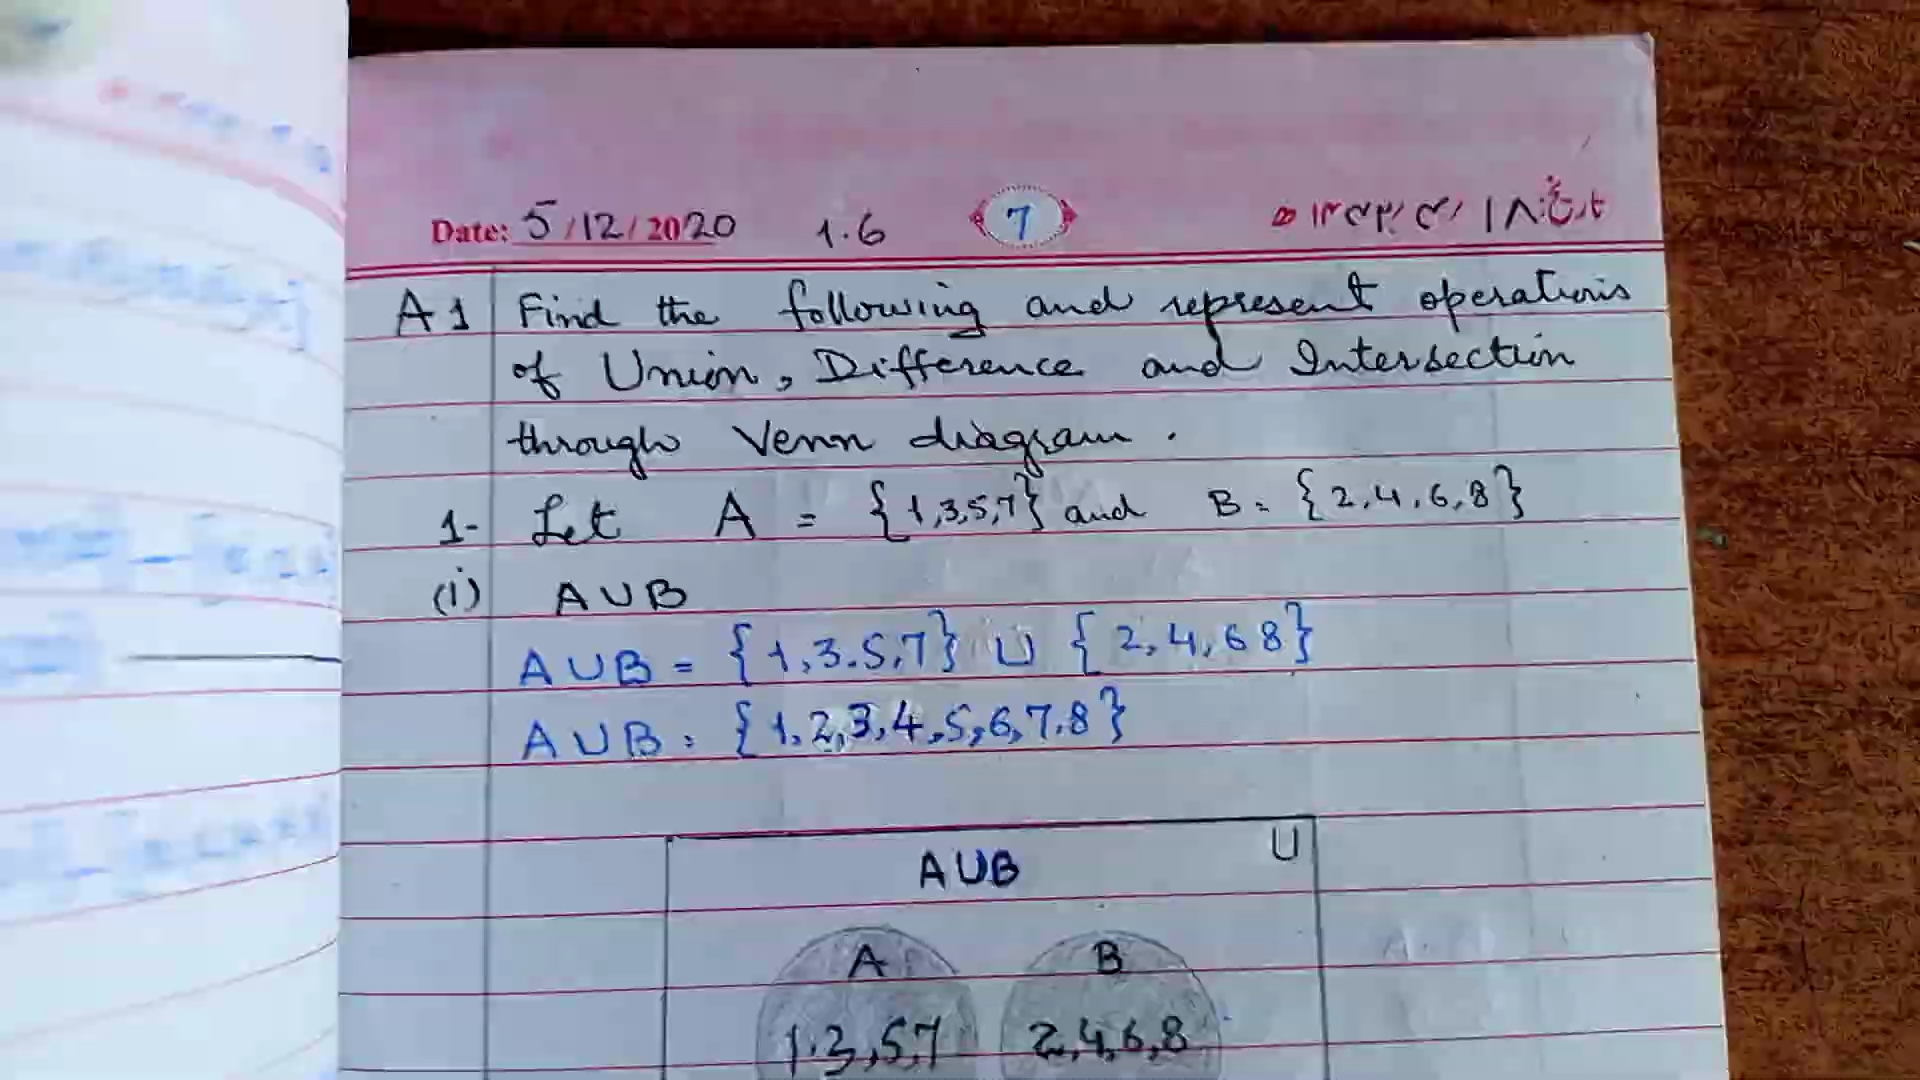 Date: 5/12/2020 1.6 7 تاریخ: ۱۸
A1 Find the following and represent operations
of Union, Difference and Intersection
through Venn diagram.
1- Let A = {1,3,5,7} and B = {2,4,6,8}
(i) AUB
AUB = {1,3.5,7} U {2,4,6 8}
AUB = {1,2,3,4,5,6,7.8}
U
AUB
A B
1.3,5,7 2,4,6,8